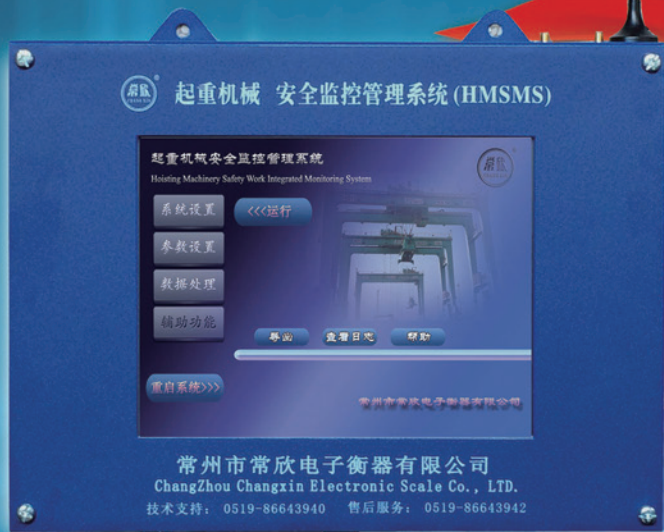 常欣
起重机械 安全监控管理系统(HMSMS)
起重机械安全监控管理系统
Hoisting Machinery Safety Work Integrated Monitoring System
常欣
系统设置 <<<运行
参数设置
数据处理
辅助功能
导出 查看日志 帮助
重启系统>>>
常州市常欣电子衡器有限公司
常州市常欣电子衡器有限公司
ChangZhou Changxin Electronic Scale Co., LTD.
技术支持: 0519-86643940 售后服务: 0519-86643942